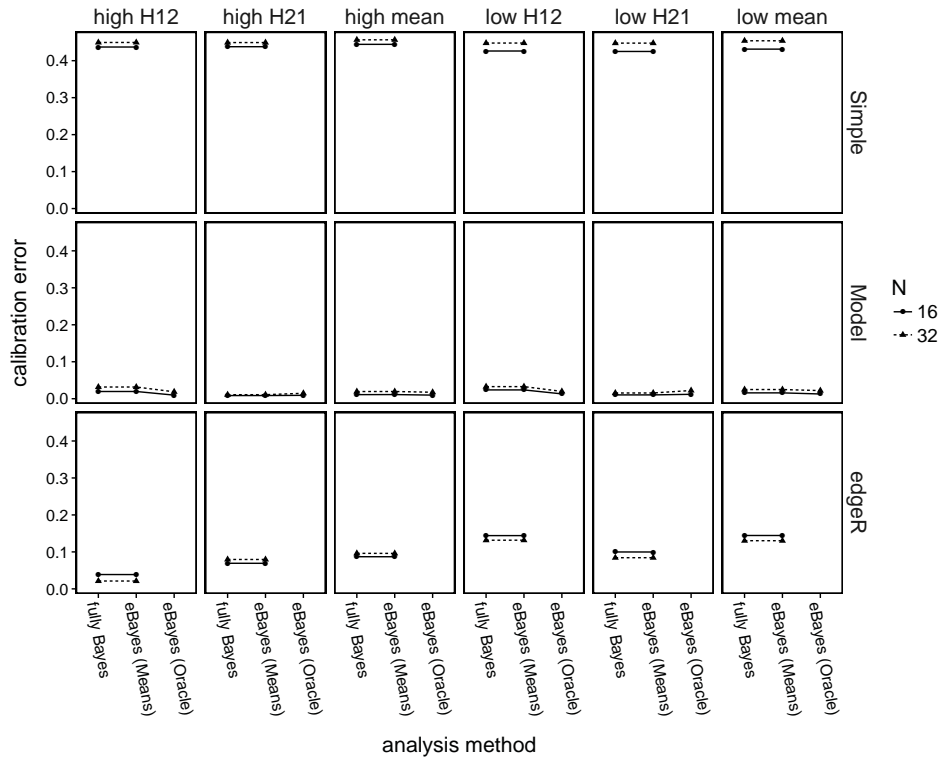 high H12 high H21 high mean low H12 low H21 low mean
calibration error
0.4
0.3
0.2
0.1
0.0
Simple
0.4
0.3
0.2
0.1
0.0
Model
0.4
0.3
0.2
0.1
0.0
edgeR
N
16
32
fully Bayes
eBayes (Means)
eBayes (Oracle)
fully Bayes
eBayes (Means)
eBayes (Oracle)
fully Bayes
eBayes (Means)
eBayes (Oracle)
fully Bayes
eBayes (Means)
eBayes (Oracle)
fully Bayes
eBayes (Means)
eBayes (Oracle)
fully Bayes
eBayes (Means)
eBayes (Oracle)
analysis method